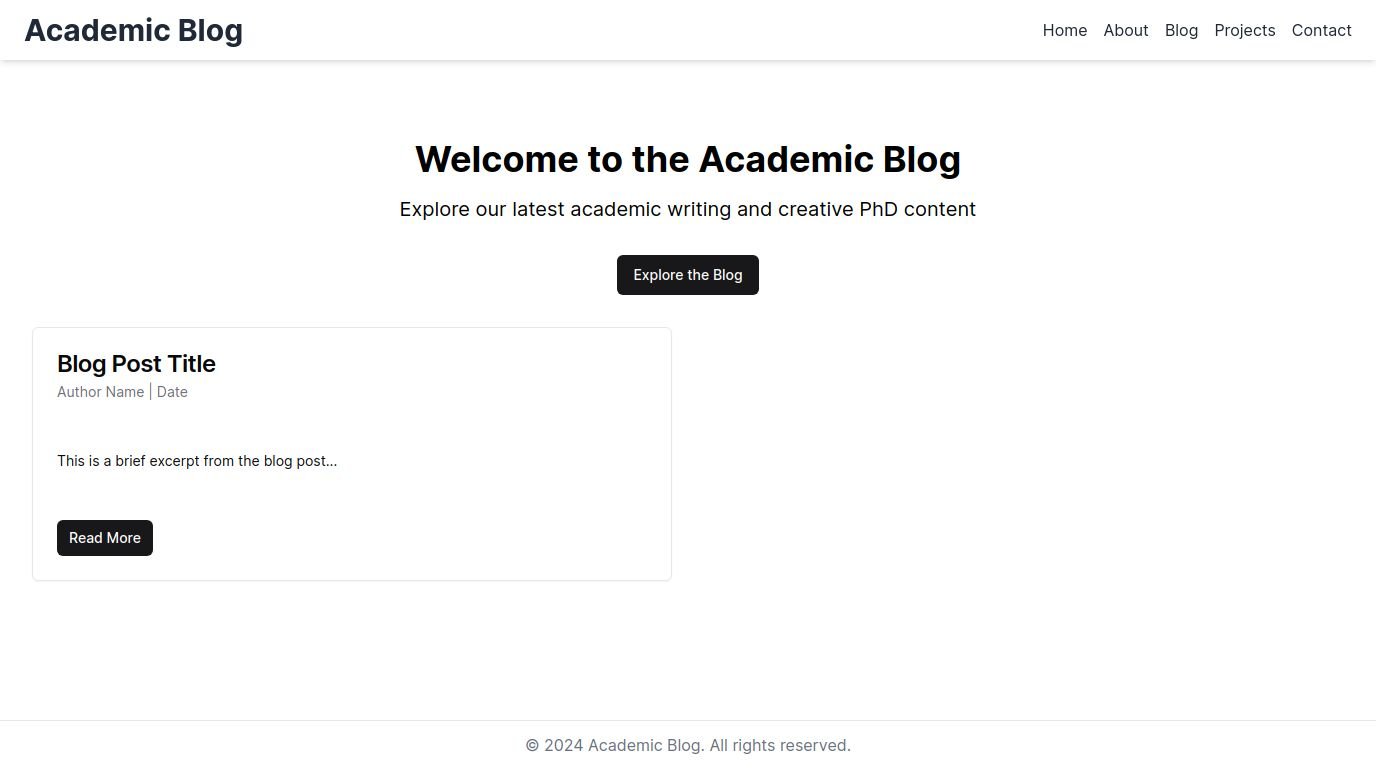 Academic Blog
Home About Blog Projects Contact
Welcome to the Academic Blog
Explore our latest academic writing and creative PhD content
Explore the Blog
Blog Post Title
Author Name | Date
This is a brief excerpt from the blog post...
Read More
© 2024 Academic Blog. All rights reserved.